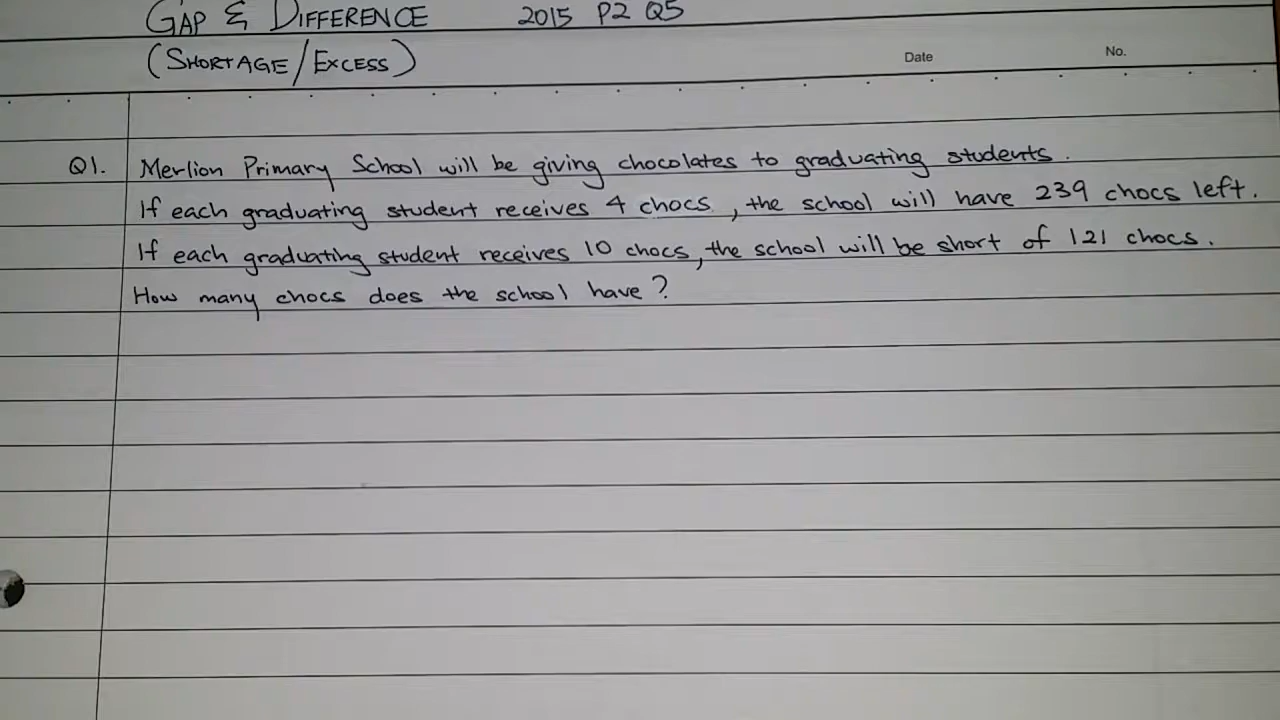 GAP & DIFFERENCE 2015 P2 Q5
(SHORTAGE/EXCESS)
Date No.
Q1. Merlion Primary School will be giving chocolates to graduating students.
If each graduating student receives 4 chocs, the school will have 239 chocs left.
If each graduating student receives 10 chocs, the school will be short of 121 chocs.
How many chocs does the school have?